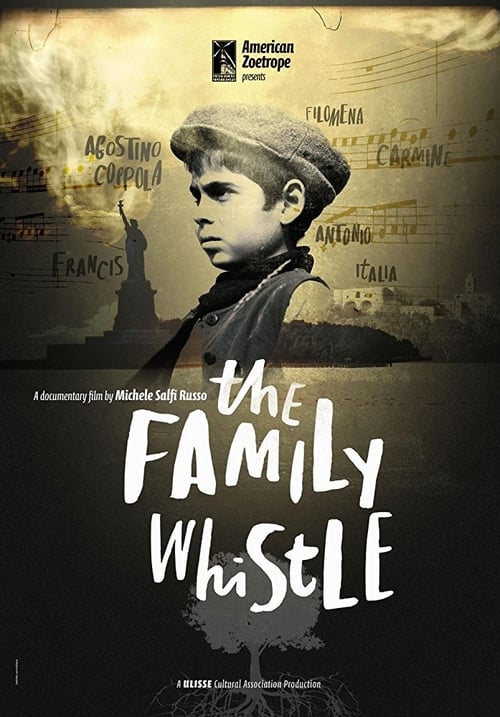 American
Zoetrope
presents
FILOMENA
AGOSTINO
COPPOLA
CARMINE
ANTONIO
FRANCIS
ItALIA
A documentary film by Michele Salfi Russo
the
FAMILY
WhiStLE
A ULISSE Cultural Association Production